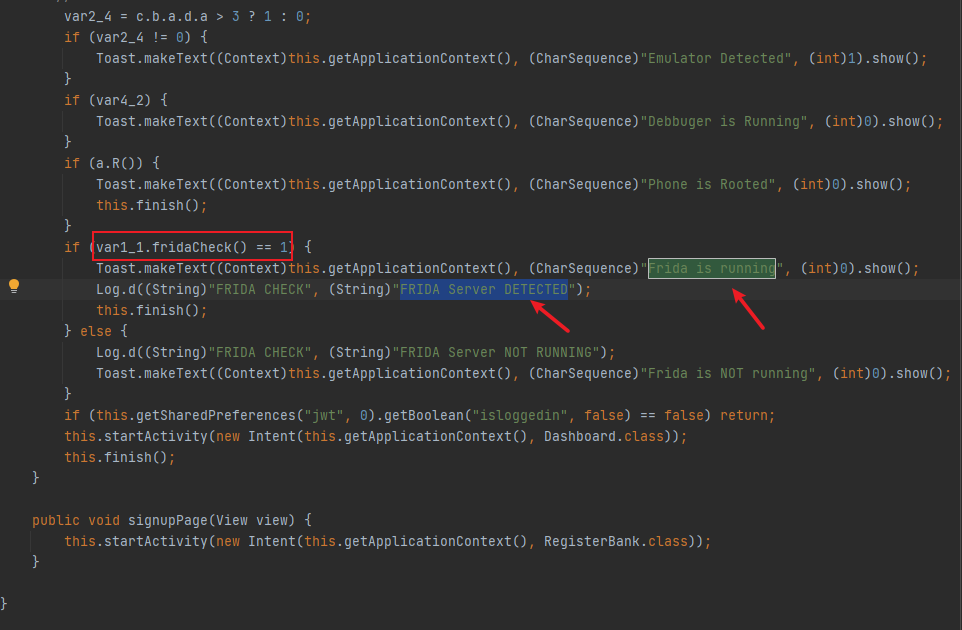 var2_4 = c.b.a.d.a > 3 ? 1 : 0;
if (var2_4 != 0) {
Toast.makeText((Context)this.getApplicationContext(), (CharSequence)"Emulator Detected", (int)1).show();
}
if (var4_2) {
Toast.makeText((Context)this.getApplicationContext(), (CharSequence)"Debbuger is Running", (int)0).show();
}
if (a.R()) {
Toast.makeText((Context)this.getApplicationContext(), (CharSequence)"Phone is Rooted", (int)0).show();
this.finish();
}
if (var1_1.fridaCheck() == 1) {
Toast.makeText((Context)this.getApplicationContext(), (CharSequence)"Frida is running", (int)0).show();
Log.d((String)"FRIDA CHECK", (String)"FRIDA Server DETECTED");
this.finish();
} else {
Log.d((String)"FRIDA CHECK", (String)"FRIDA Server NOT RUNNING");
Toast.makeText((Context)this.getApplicationContext(), (CharSequence)"Frida is NOT running", (int)0).show();
}
if (this.getSharedPreferences("jwt", 0).getBoolean("isloggedin", false) == false) return;
this.startActivity(new Intent(this.getApplicationContext(), Dashboard.class));
this.finish();
}
public void signupPage(View view) {
this.startActivity(new Intent(this.getApplicationContext(), RegisterBank.class));
}
}